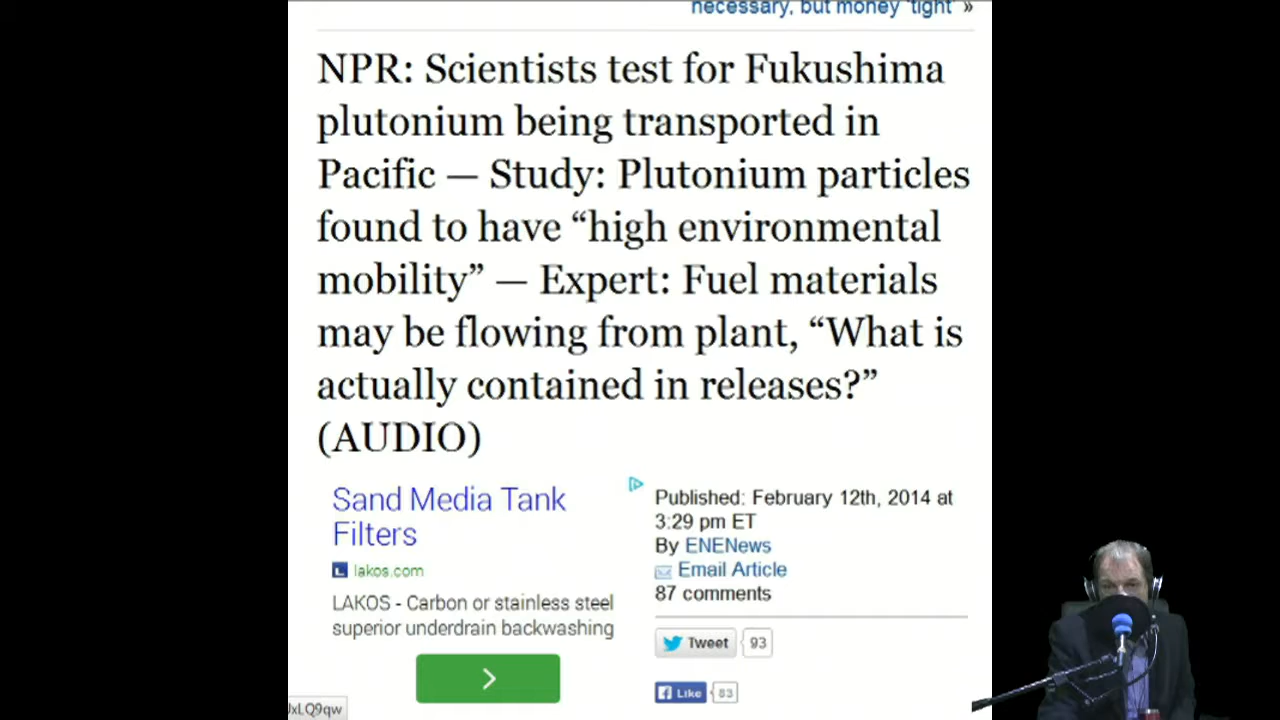 necessary, but money 'tight' »
NPR: Scientists test for Fukushima
plutonium being transported in
Pacific — Study: Plutonium particles
found to have “high environmental
mobility” — Expert: Fuel materials
may be flowing from plant, “What is
actually contained in releases?”
(AUDIO)
Sand Media Tank
Filters
L lakos.com
LAKOS - Carbon or stainless steel
superior underdrain backwashing
Published: February 12th, 2014 at
3:29 pm ET
By ENENews
Email Article
87 comments
Tweet 93
f Like 83
JxLQ9qw